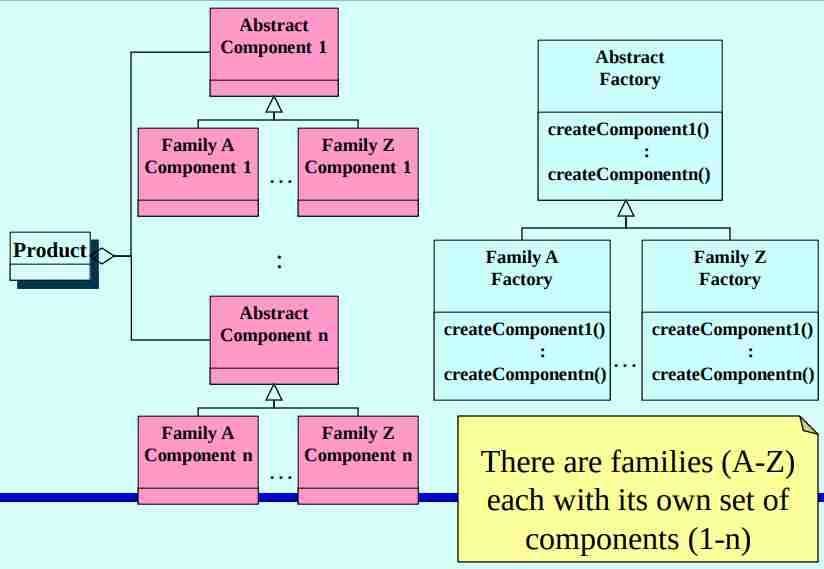 Abstract
Component 1
Family A
Component 1
...
Family Z
Component 1
Product
:
Abstract
Component n
Family A
Component n
...
Family Z
Component n
Abstract
Factory
createComponent1()
:
createComponentn()
Family A
Factory
createComponent1()
:
createComponentn()
...
Family Z
Factory
createComponent1()
:
createComponentn()
There are families (A-Z)
each with its own set of
components (1-n)